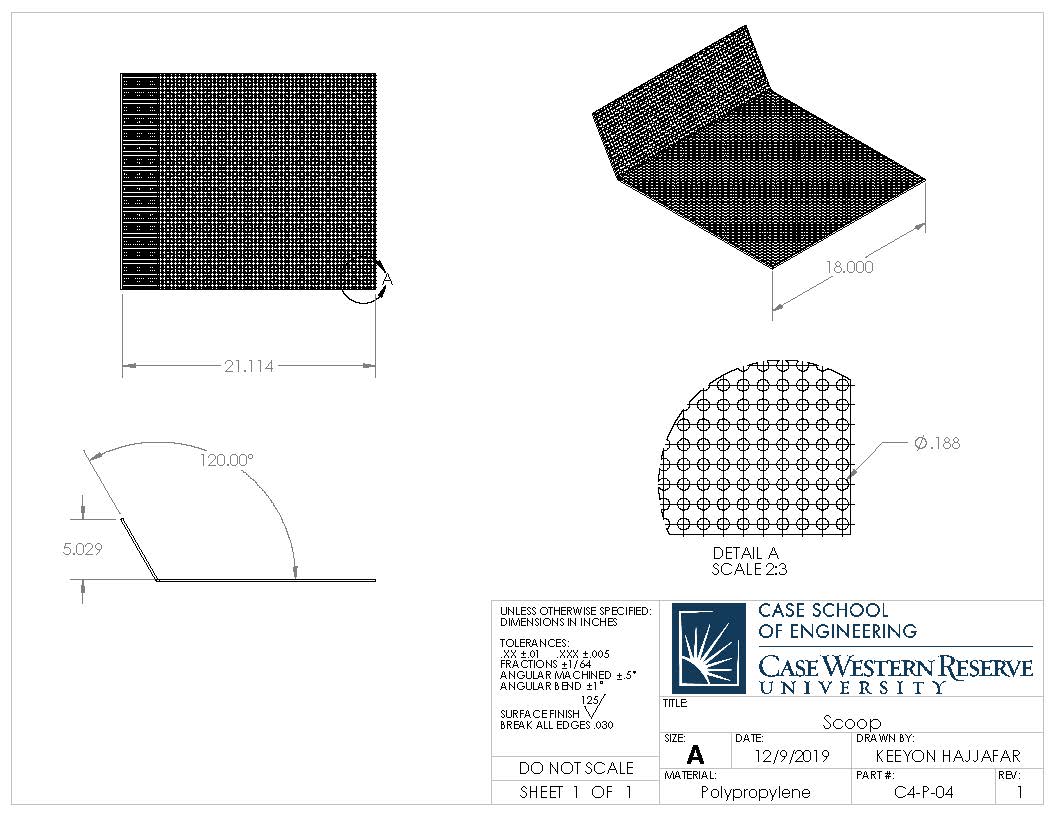 A
18.000
21.114
120.00°
5.029
Ø.188
DETAIL A
SCALE 2:3
UNLESS OTHERWISE SPECIFIED:
DIMENSIONS IN INCHES
TOLERANCES:
.XX ±.01 .XXX ±.005
FRACTIONS ±1/64
ANGULAR MACHINED ±.5°
ANGULAR BEND ±1°
125
SURFACE FINISH
BREAK ALL EDGES .030
DO NOT SCALE
SHEET 1 OF 1
CASE SCHOOL
OF ENGINEERING
CASE WESTERN RESERVE
UNIVERSITY
TITLE:
Scoop
SIZE:
A
DATE:
12/9/2019
DRAWN BY:
KEEYON HAJJAFAR
MATERIAL:
Polypropylene
PART #:
C4-P-04
REV:
1